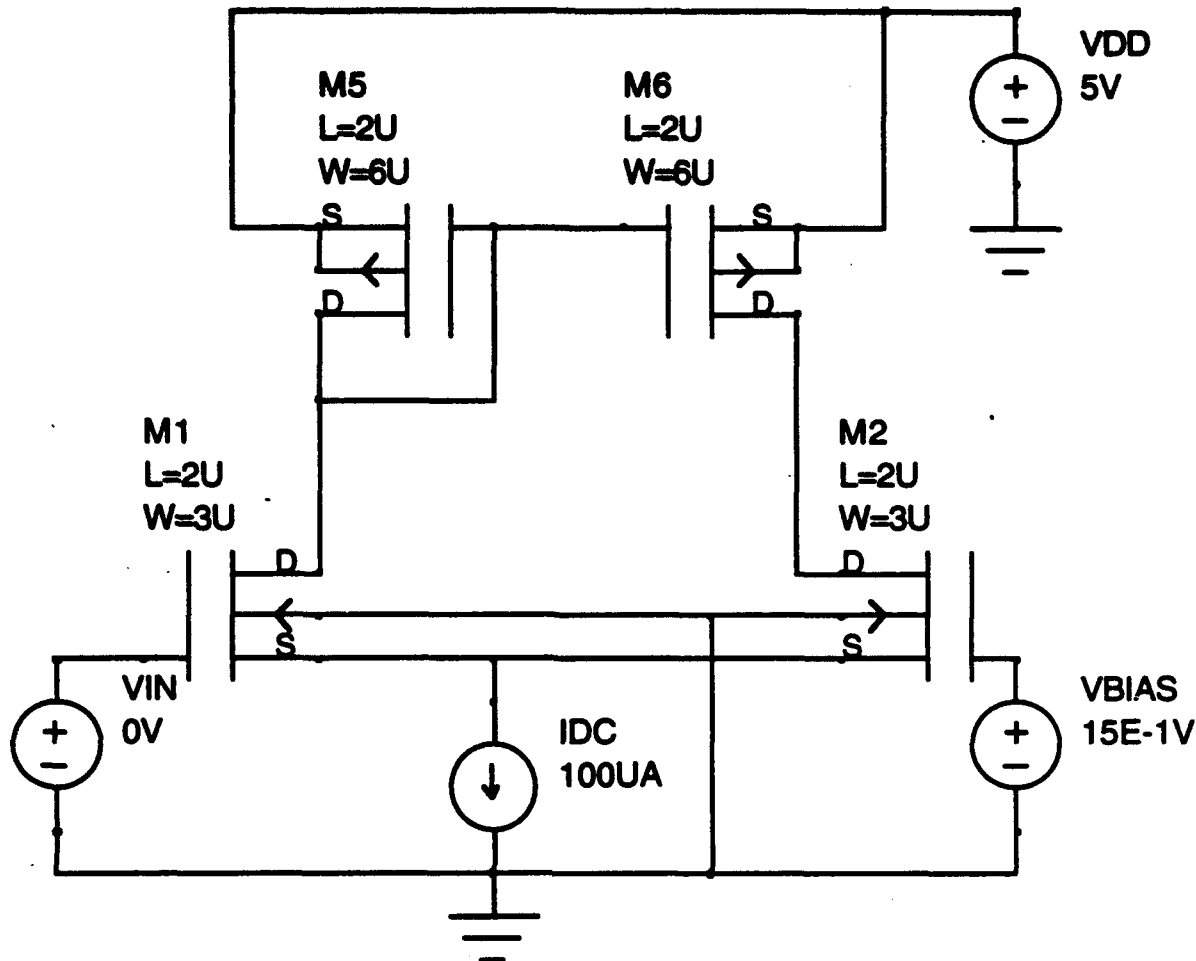 VDD
5V
M5
L=2U
W=6U
M6
L=2U
W=6U
S
S
D
D
M1
L=2U
W=3U
M2
L=2U
W=3U
D
D
S
S
VIN
0V
IDC
100UA
VBIAS
15E-1V